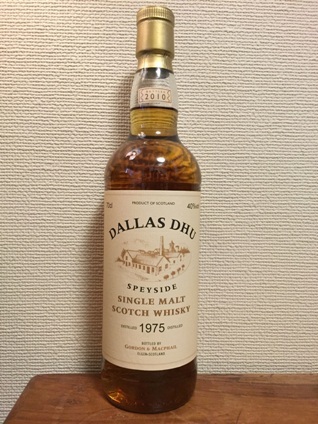 2010
PRODUCT OF SCOTLAND
70cl
40%vol
DALLAS DHU
SPEYSIDE
SINGLE MALT
SCOTCH WHISKY
DISTILLED 1975 DISTILLED
BOTTLED BY
GORDON & MACPHAIL
ELGIN·SCOTLAND